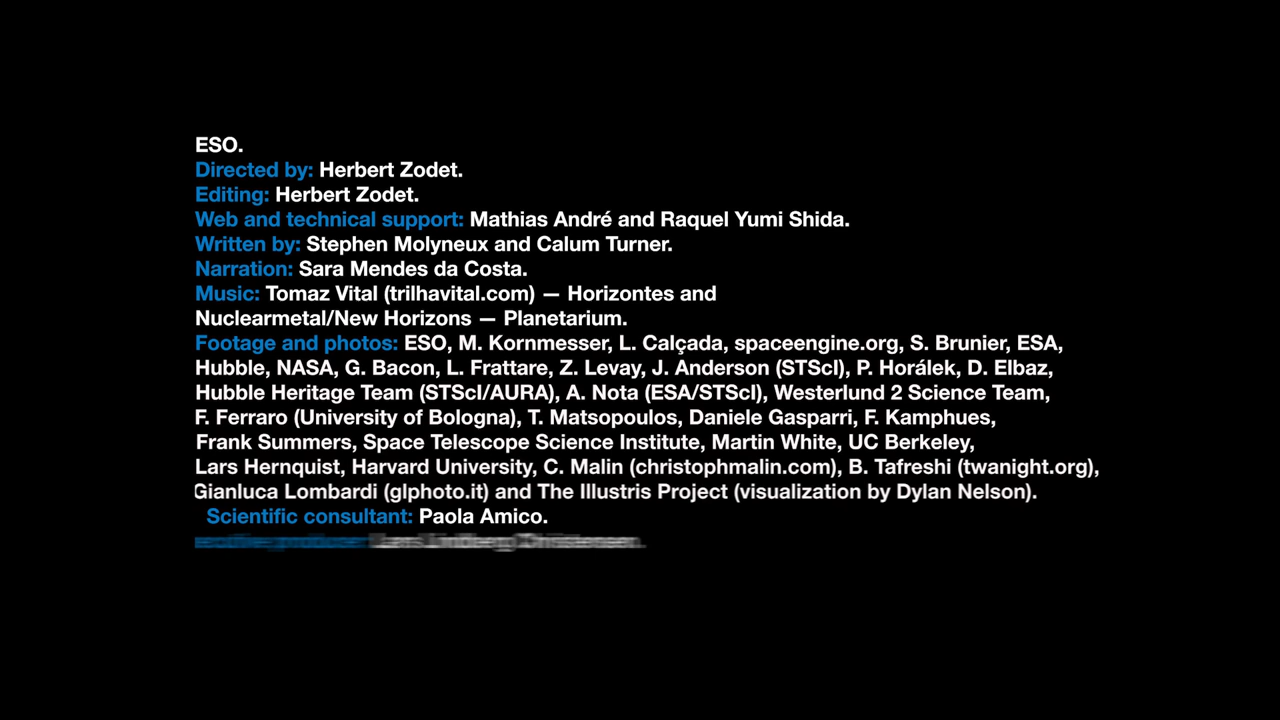 ESO.
Directed by: Herbert Zodet.
Editing: Herbert Zodet.
Web and technical support: Mathias André and Raquel Yumi Shida.
Written by: Stephen Molyneux and Calum Turner.
Narration: Sara Mendes da Costa.
Music: Tomaz Vital (trilhavital.com) — Horizontes and
Nuclearmetal/New Horizons — Planetarium.
Footage and photos: ESO, M. Kornmesser, L. Calçada, spaceengine.org, S. Brunier, ESA,
Hubble, NASA, G. Bacon, L. Frattare, Z. Levay, J. Anderson (STScI), P. Horálek, D. Elbaz,
Hubble Heritage Team (STScI/AURA), A. Nota (ESA/STScI), Westerlund 2 Science Team,
F. Ferraro (University of Bologna), T. Matsopoulos, Daniele Gasparri, F. Kamphues,
Frank Summers, Space Telescope Science Institute, Martin White, UC Berkeley,
Lars Hernquist, Harvard University, C. Malin (christophmalin.com), B. Tafreshi (twanight.org),
Gianluca Lombardi (glphoto.it) and The Illustris Project (visualization by Dylan Nelson).
Scientific consultant: Paola Amico.